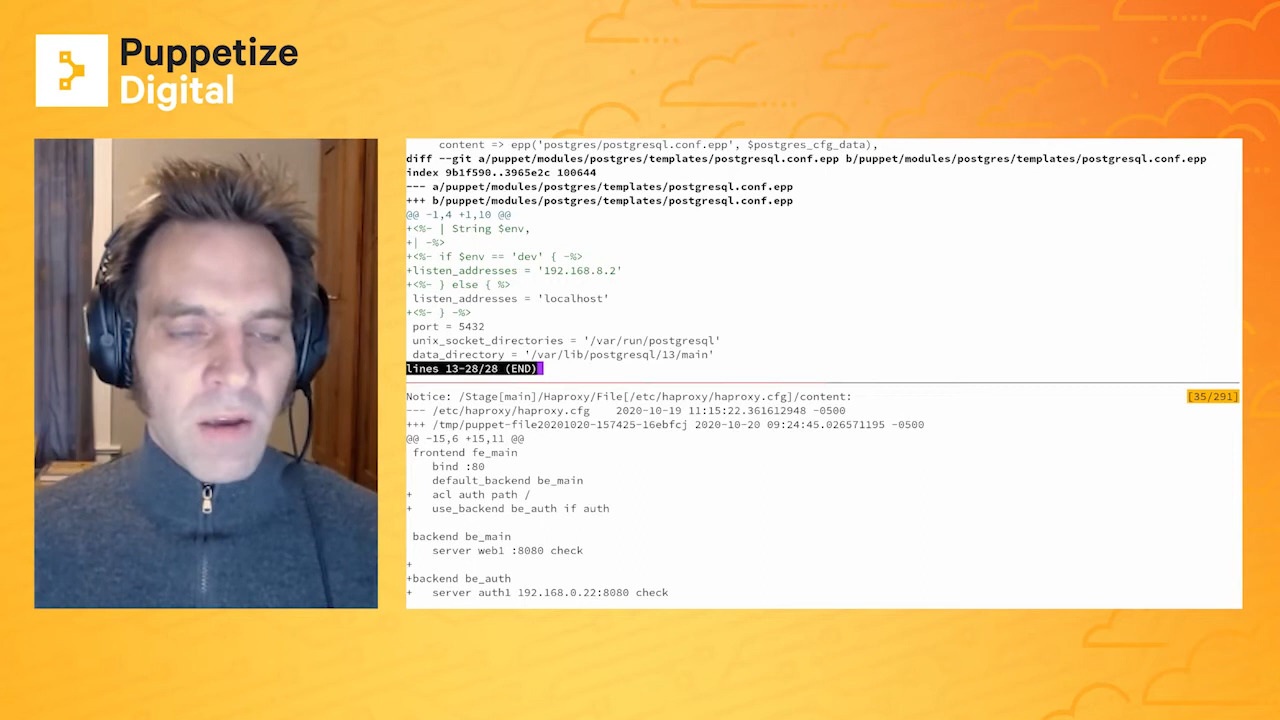 Puppetize
Digital
content => epp('postgres/postgresql.conf.epp', $postgres_cfg_data),
diff --git a/puppet/modules/postgres/templates/postgresql.conf.epp b/puppet/modules/postgres/templates/postgresql.conf.epp
index 9b1f590..3965e2c 100644
--- a/puppet/modules/postgres/templates/postgresql.conf.epp
+++ b/puppet/modules/postgres/templates/postgresql.conf.epp
@@ -1,4 +1,10 @@
+<%- | String $env,
+| -%>
+<%- if $env == 'dev' { -%>
+listen_addresses = '192.168.8.2'
+<%- } else { %>
listen_addresses = 'localhost'
+<%- } -%>
port = 5432
unix_socket_directories = '/var/run/postgresql'
data_directory = '/var/lib/postgresql/13/main'
lines 13-28/28 (END)
Notice: /Stage[main]/Haproxy/File[/etc/haproxy/haproxy.cfg]/content: [35/291]
--- /etc/haproxy/haproxy.cfg 2020-10-19 11:15:22.361612948 -0500
+++ /tmp/puppet-file20201020-157425-16ebfcj 2020-10-20 09:24:45.026571195 -0500
@@ -15,6 +15,11 @@
frontend fe_main
bind :80
default_backend be_main
+ acl auth path /
+ use_backend be_auth if auth
backend be_main
server web1 :8080 check
+
+backend be_auth
+ server auth1 192.168.0.22:8080 check